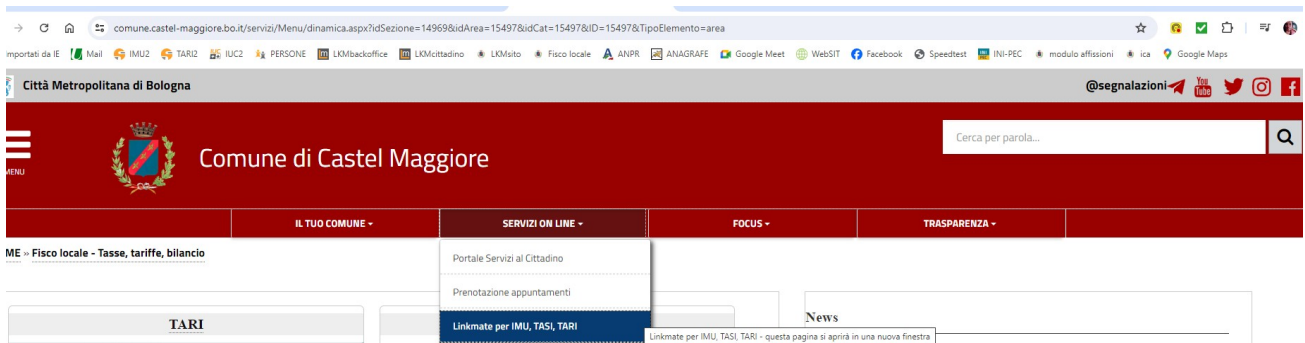 comune.castel-maggiore.bo.it/servizi/Menu/dinamica.aspx?idSezione=14969&idArea=15497&idCat=15497&ID=15497&TipoElemento=area
importati da IE Mail IMU2 TARI2 IUC2 PERSONE LKMbackoffice LKMcittadino LKMsito Fisco locale ANPR ANAGRAFE Google Meet WebSIT Facebook Speedtest INI-PEC modulo affissioni ica Google Maps
Città Metropolitana di Bologna @segnalazioni You Tube
MENU
Comune di Castel Maggiore
Cerca per parola...
IL TUO COMUNE SERVIZI ON LINE FOCUS TRASPARENZA
ME » Fisco locale - Tasse, tariffe, bilancio
Portale Servizi al Cittadino
Prenotazione appuntamenti
TARI
Linkmate per IMU, TASI, TARI
News
Linkmate per IMU, TASI, TARI - questa pagina si aprirà in una nuova finestra